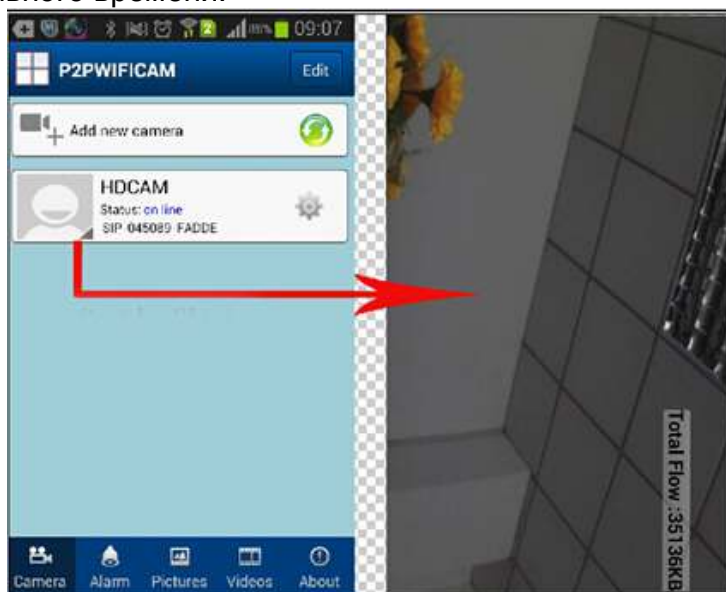 времени.
09:07
P2PWIFICAM
Edit
Add new camera
HDCAM
Status: on line
SIP 045089 FADDE
Camera Alarm Pictures Videos About
Total Flow :35136KB